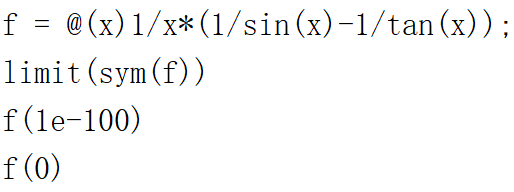 f = @(x)1/x*(1/sin(x)-1/tan(x));
limit(sym(f))
f(1e-100)
f(0)